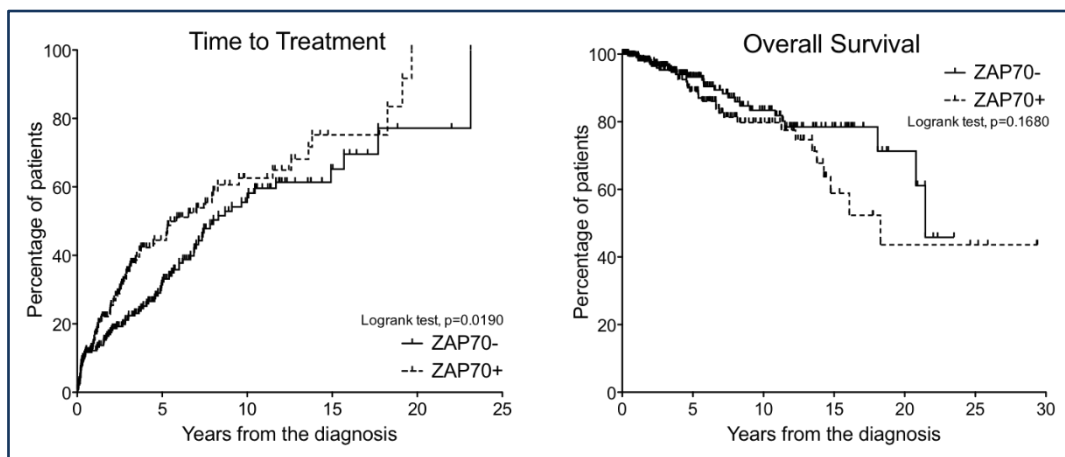 Time to Treatment
100
80
60
40
20
0
Percentage of patients
0 5 10 15 20 25
Years from the diagnosis
Logrank test, p=0.0190
ZAP70-
ZAP70+
Overall Survival
100
80
60
40
20
0
Percentage of patients
0 5 10 15 20 25 30
Years from the diagnosis
ZAP70-
ZAP70+
Logrank test, p=0.1680